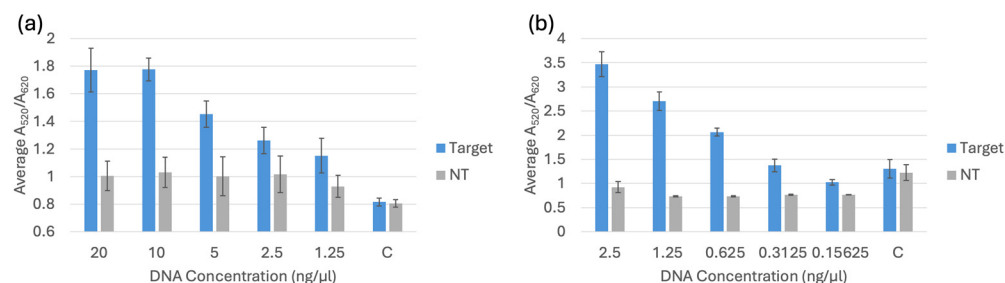 (a)
2
1.8
1.6
1.4
1.2
1
0.8
0.6
Average A520/A620
20 10 5 2.5 1.25 C
DNA Concentration (ng/µl)
Target
NT
(b)
4
3.5
3
2.5
2
1.5
1
0.5
0
Average A520/A620
2.5 1.25 0.625 0.3125 0.15625 C
DNA Concentration (ng/µl)
Target
NT